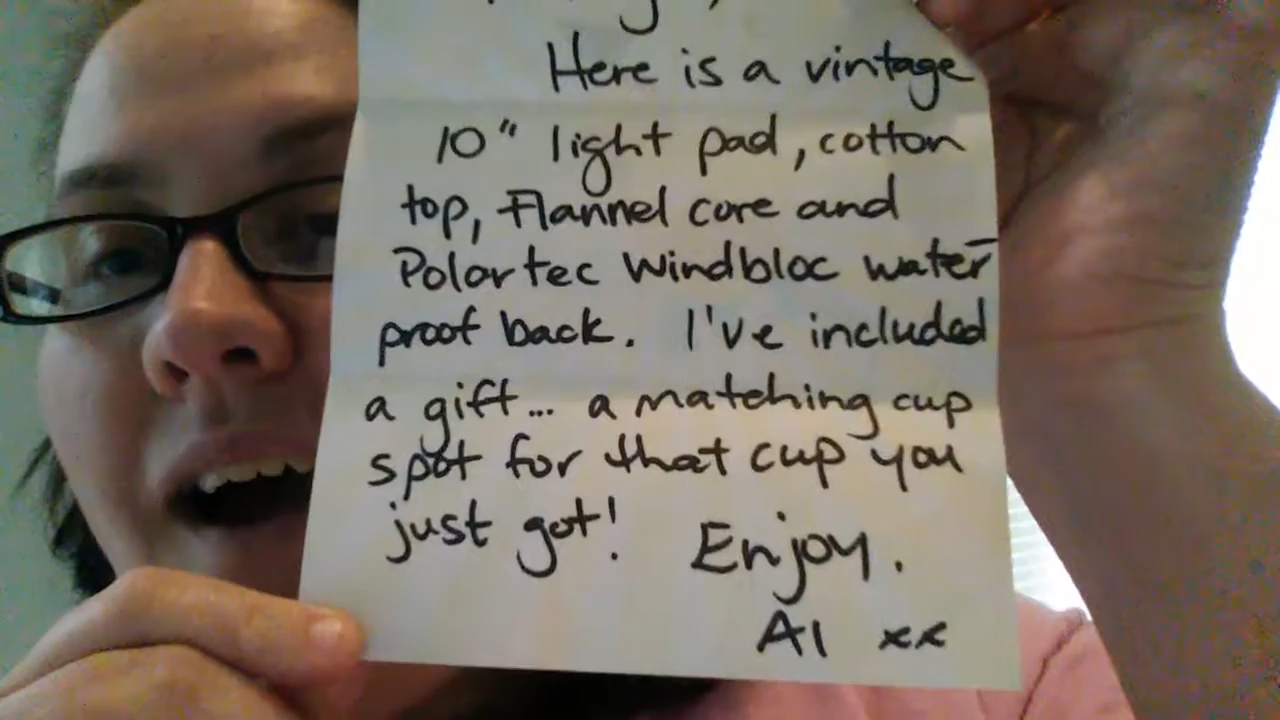 Here is a vintage
10" light pad, cotton
top, Flannel core and
Polartec Windbloc water-
proof back. I've included
a gift... a matching cup
spot for that cup you
just got! Enjoy.
Al xx